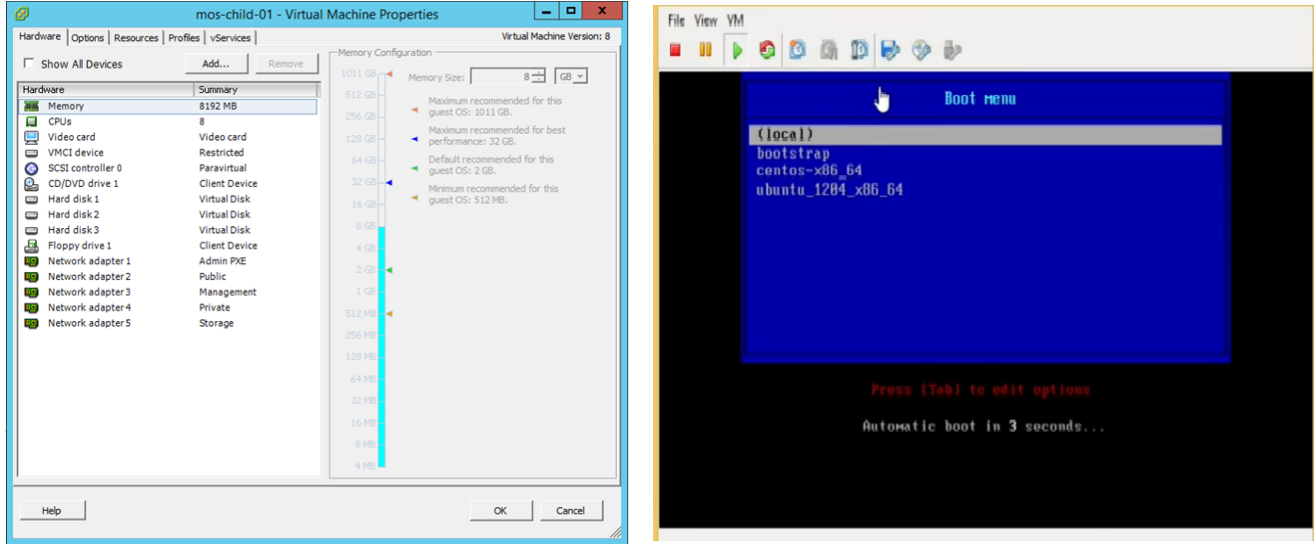 mos-child-01 - Virtual Machine Properties
Hardware Options Resources Profiles vServices Virtual Machine Version: 8
Show All Devices Add... Remove
Hardware Summary
Memory 8192 MB
CPUs 8
Video card Video card
VMCI device Restricted
SCSI controller 0 Paravirtual
CD/DVD drive 1 Client Device
Hard disk 1 Virtual Disk
Hard disk 2 Virtual Disk
Hard disk 3 Virtual Disk
Floppy drive 1 Client Device
Network adapter 1 Admin PXE
Network adapter 2 Public
Network adapter 3 Management
Network adapter 4 Private
Network adapter 5 Storage
Memory Configuration
1011 GB
512 GB
256 GB
128 GB
64 GB
32 GB
16 GB
8 GB
4 GB
2 GB
1 GB
512 MB
256 MB
128 MB
64 MB
32 MB
16 MB
8 MB
4 MB
Memory Size: 8 GB
Maximum recommended for this
guest OS: 1011 GB.
Maximum recommended for best
performance: 32 GB.
Default recommended for this
guest OS: 2 GB.
Minimum recommended for this
guest OS: 512 MB.
Help OK Cancel
File View VM
Boot menu
(local)
bootstrap
centos-x86_64
ubuntu_1204_x86_64
Press [Tab] to edit options
Automatic boot in 3 seconds...